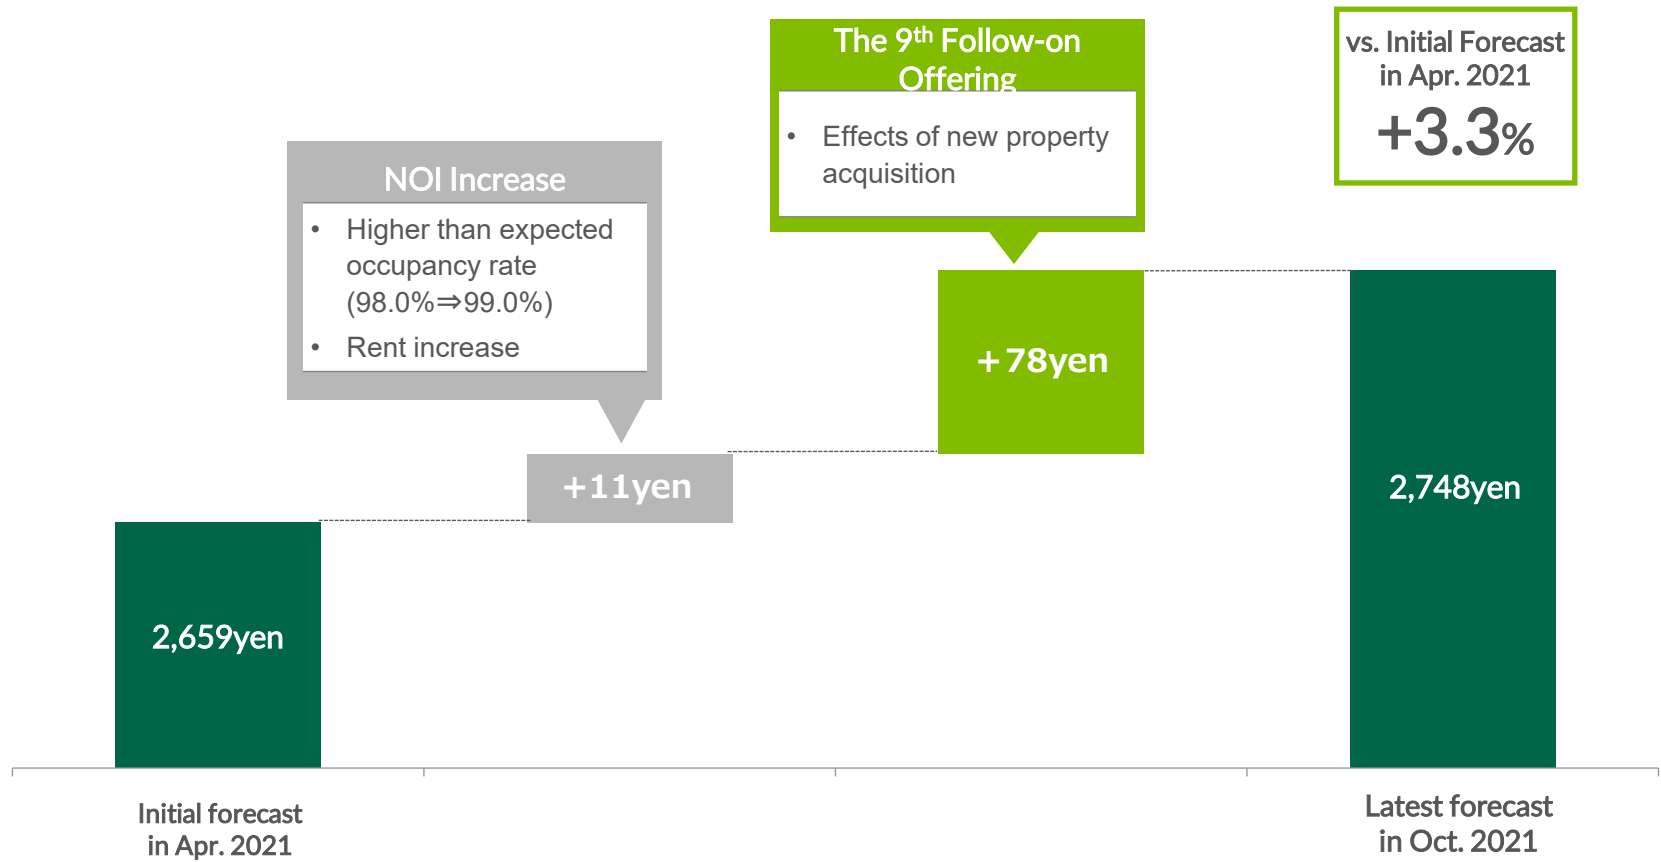 The 9th Follow-on
Offering
• Effects of new property
acquisition
vs. Initial Forecast
in Apr. 2021
+3.3%
NOI Increase
• Higher than expected
occupancy rate
(98.0%⇒99.0%)
• Rent increase
+78yen
+11yen
2,748yen
2,659yen
Initial forecast
in Apr. 2021
Latest forecast
in Oct. 2021